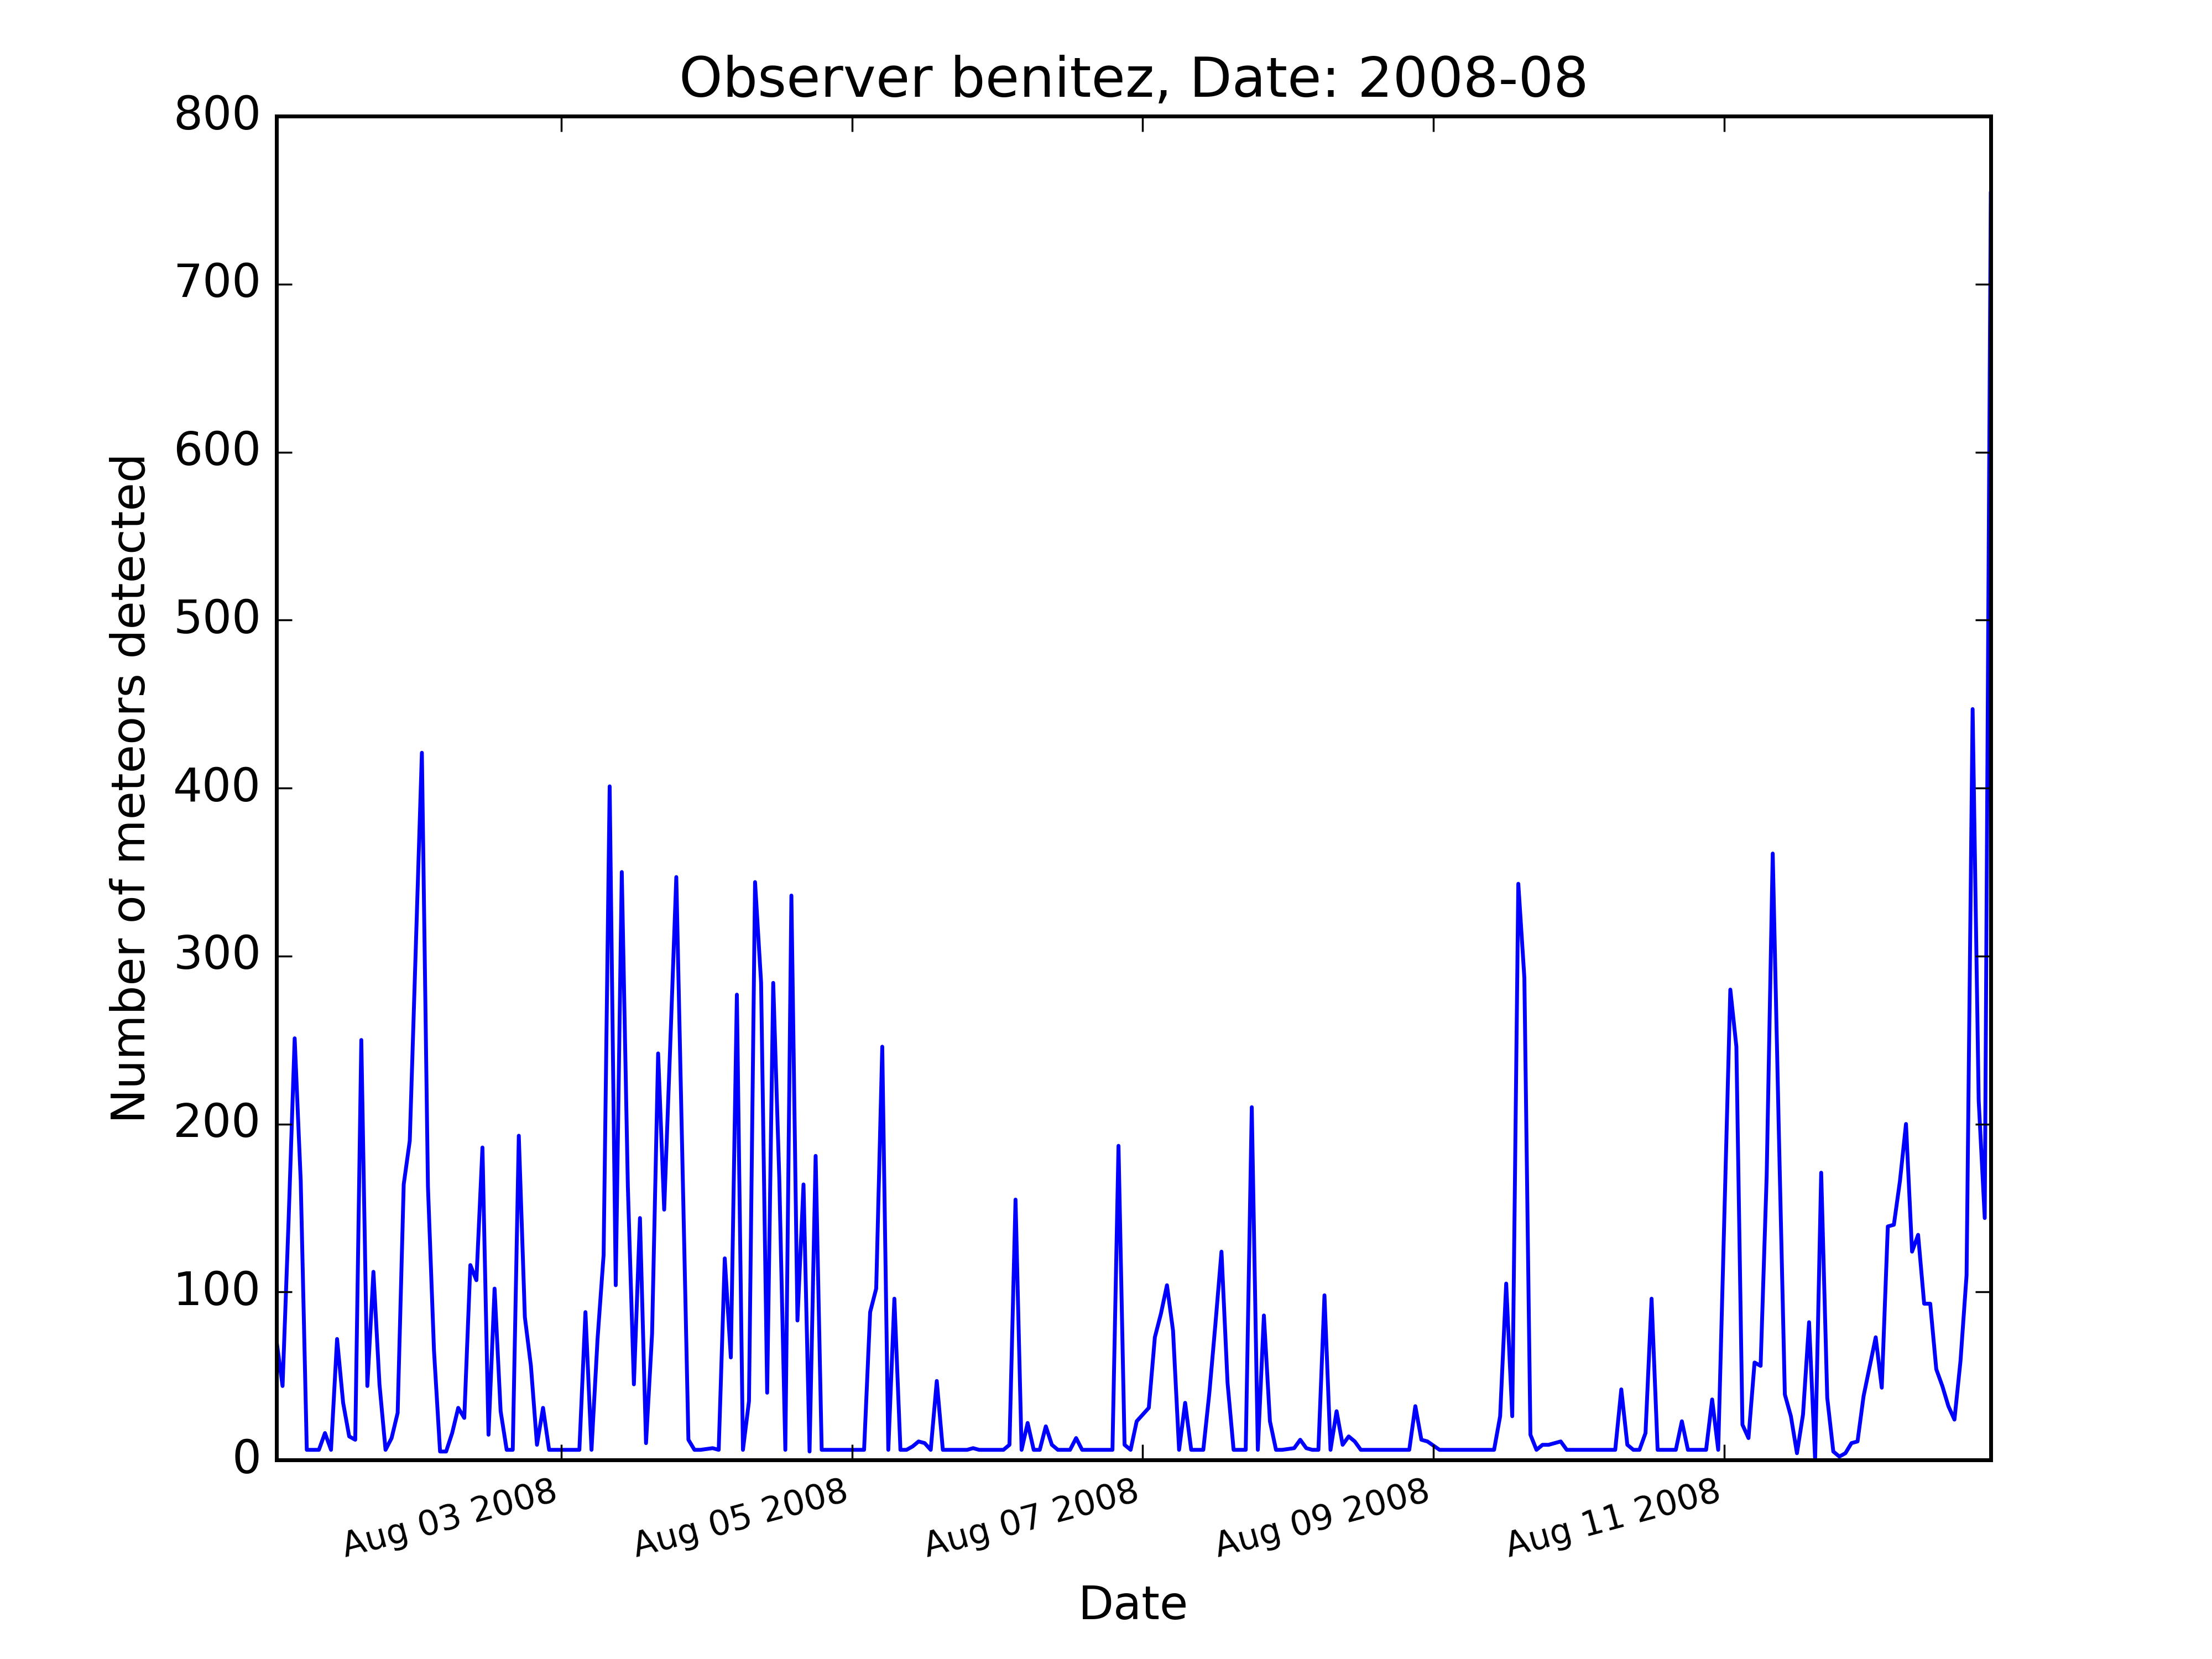 Observer benitez, Date: 2008-08
800
700
600
500
400
300
200
100
0
Number of meteors detected
Aug 03 2008
Aug 05 2008
Aug 07 2008
Aug 09 2008
Aug 11 2008
Date